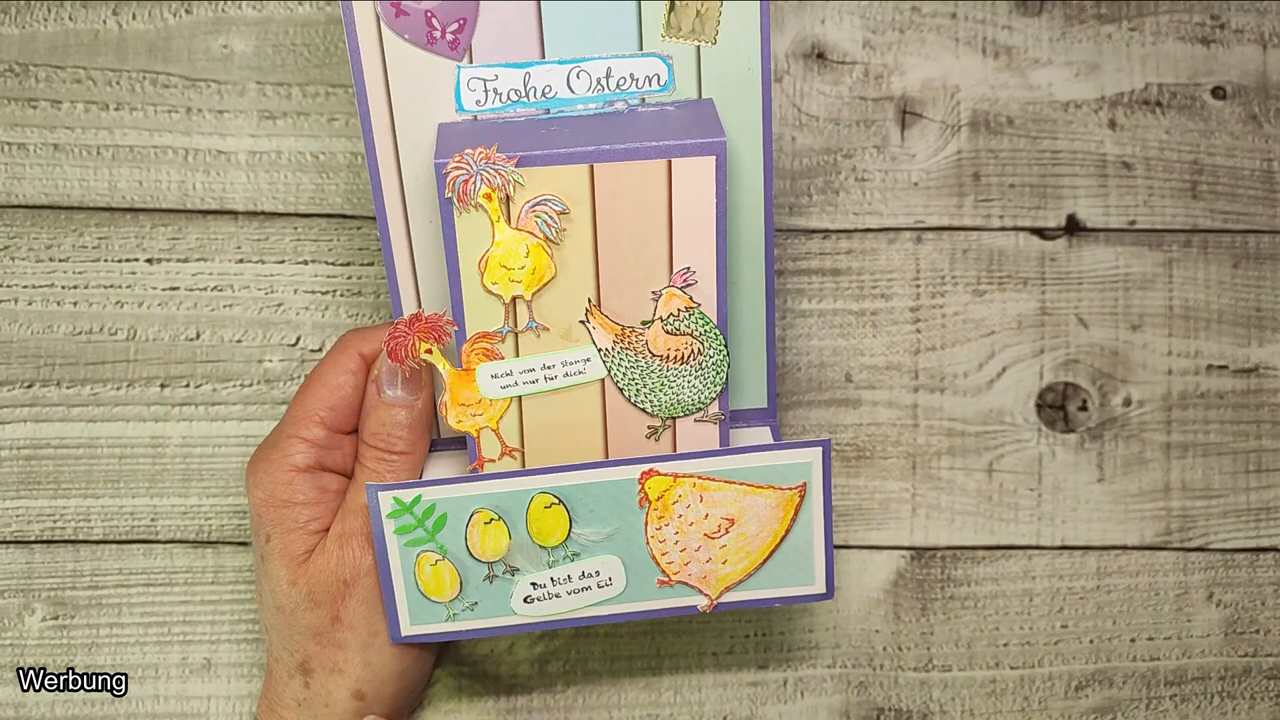 Frohe Ostern
Nicht von der Stange
und nur für dich!
Du bist das
Gelbe vom Ei!
Werbung